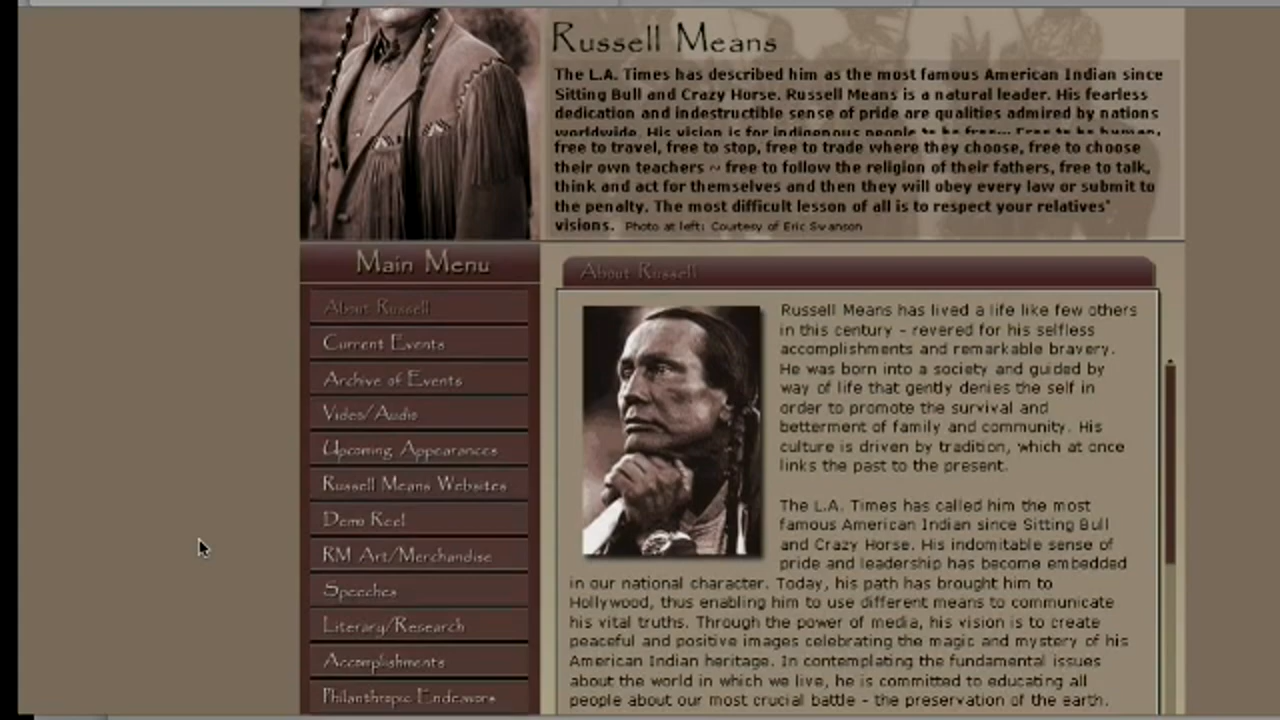 Russell Means
The L.A. Times has described him as the most famous American Indian since
Sitting Bull and Crazy Horse. Russell Means is a natural leader. His fearless
dedication and indestructible sense of pride are qualities admired by nations
worldwide. His vision is for indigenous people to be free... Free to be human,
free to travel, free to stop, free to trade where they choose, free to choose
their own teachers ~ free to follow the religion of their fathers, free to talk,
think and act for themselves and then they will obey every law or submit to
the penalty. The most difficult lesson of all is to respect your relatives'
visions. Photo at left: Courtesy of Eric Swanson
Main Menu
About Russell
Current Events
Archive of Events
Video/Audio
Upcoming Appearances
Russell Means Websites
Demo Reel
RM Art/Merchandise
Speeches
Literary/Research
Accomplishments
Philanthropic Endeavors
About Russell
Russell Means has lived a life like few others
in this century - revered for his selfless
accomplishments and remarkable bravery.
He was born into a society and guided by
way of life that gently denies the self in
order to promote the survival and
betterment of family and community. His
culture is driven by tradition, which at once
links the past to the present.
The L.A. Times has called him the most
famous American Indian since Sitting Bull
and Crazy Horse. His indomitable sense of
pride and leadership has become embedded
in our national character. Today, his path has brought him to
Hollywood, thus enabling him to use different means to communicate
his vital truths. Through the power of media, his vision is to create
peaceful and positive images celebrating the magic and mystery of his
American Indian heritage. In contemplating the fundamental issues
about the world in which we live, he is committed to educating all
people about our most crucial battle - the preservation of the earth.